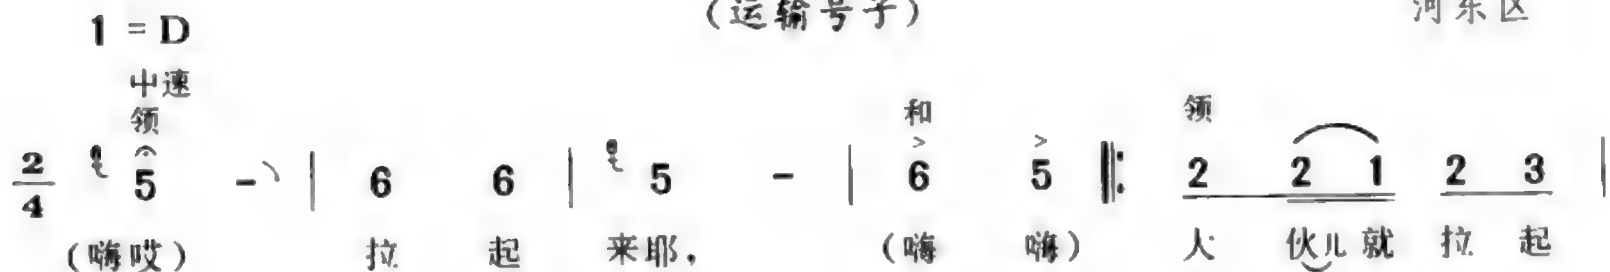 （运输号子） 河东区
1 = D
中速
领 和 领
2/4 5 - | 6 6 | 5 - | 6 5 ‖: 2 2 1 2 3 |
（嗨哎） 拉 起 来耶， （嗨 嗨） 大 伙儿就 拉 起